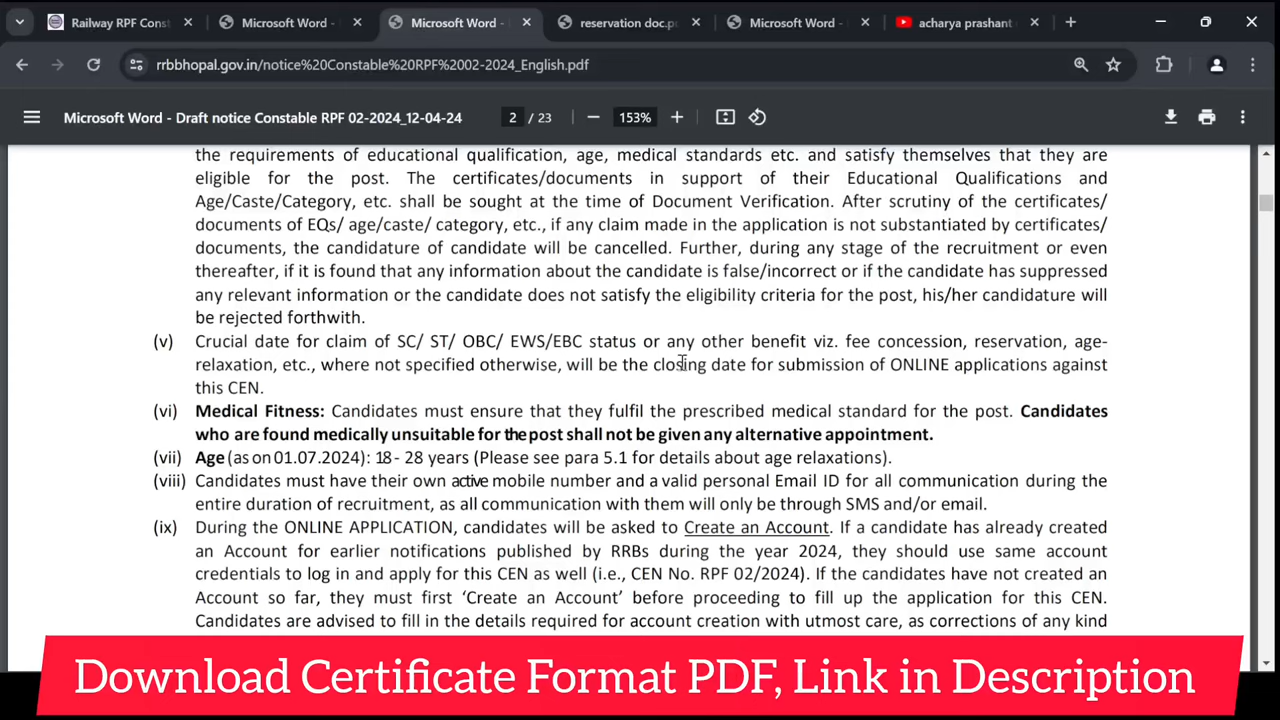 Railway RPF Const
Microsoft Word -
Microsoft Word -
reservation doc.p
Microsoft Word -
acharya prashant
rrbbhopal.gov.in/notice%20Constable%20RPF%2002-2024_English.pdf
Microsoft Word - Draft notice Constable RPF 02-2024_12-04-24
2 / 23
153%
the requirements of educational qualification, age, medical standards etc. and satisfy themselves that they are
eligible for the post. The certificates/documents in support of their Educational Qualifications and
Age/Caste/Category, etc. shall be sought at the time of Document Verification. After scrutiny of the certificates/
documents of EQs/ age/caste/ category, etc., if any claim made in the application is not substantiated by certificates/
documents, the candidature of candidate will be cancelled. Further, during any stage of the recruitment or even
thereafter, if it is found that any information about the candidate is false/incorrect or if the candidate has suppressed
any relevant information or the candidate does not satisfy the eligibility criteria for the post, his/her candidature will
be rejected forthwith.
(v) Crucial date for claim of SC/ ST/ OBC/ EWS/EBC status or any other benefit viz. fee concession, reservation, age-
relaxation, etc., where not specified otherwise, will be the closing date for submission of ONLINE applications against
this CEN.
(vi) Medical Fitness: Candidates must ensure that they fulfil the prescribed medical standard for the post. Candidates
who are found medically unsuitable for the post shall not be given any alternative appointment.
(vii) Age (as on 01.07.2024): 18 - 28 years (Please see para 5.1 for details about age relaxations).
(viii) Candidates must have their own active mobile number and a valid personal Email ID for all communication during the
entire duration of recruitment, as all communication with them will only be through SMS and/or email.
(ix) During the ONLINE APPLICATION, candidates will be asked to Create an Account. If a candidate has already created
an Account for earlier notifications published by RRBs during the year 2024, they should use same account
credentials to log in and apply for this CEN as well (i.e., CEN No. RPF 02/2024). If the candidates have not created an
Account so far, they must first ‘Create an Account’ before proceeding to fill up the application for this CEN.
Candidates are advised to fill in the details required for account creation with utmost care, as corrections of any kind
Download Certificate Format PDF, Link in Description